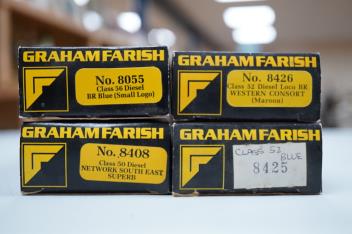 GRAHAM FARISH
No. 8055
Class 56 Diesel
BR Blue (Small Logo)
GRAHAM FARISH
No. 8426
Class 52 Diesel Loco BR
WESTERN CONSORT
(Maroon)
GRAHAM FARISH
No. 8408
Class 50 Diesel
NETWORK SOUTH EAST
SUPERB
GRAHAM FARISH
CLASS 52
BLUE
8425